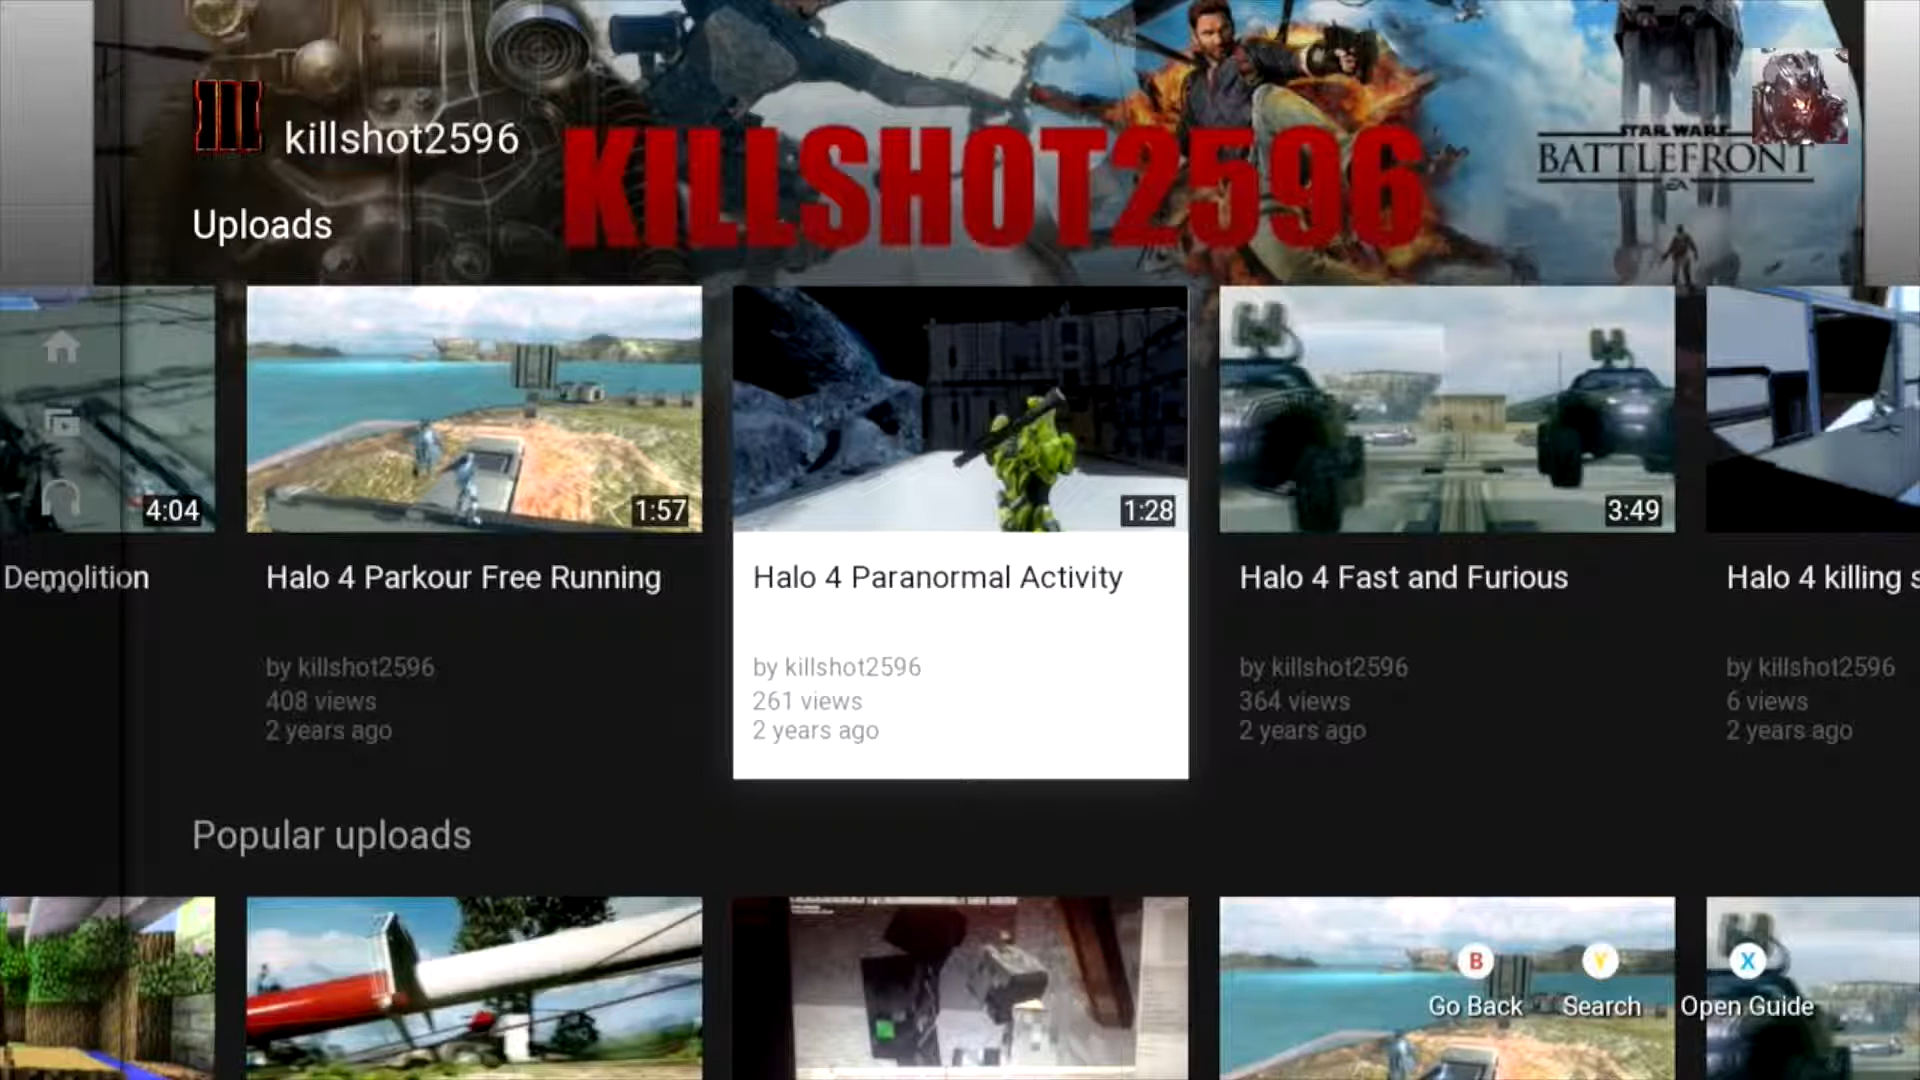 killshot2596
KILLSHOT2596
STAR WARS
BATTLEFRONT
EA
Uploads
4:04
1:57
1:28
3:49
Demolition
Halo 4 Parkour Free Running
Halo 4 Paranormal Activity
Halo 4 Fast and Furious
Halo 4 killing s
by killshot2596
408 views
2 years ago
by killshot2596
261 views
2 years ago
by killshot2596
364 views
2 years ago
by killshot2596
6 views
2 years ago
Popular uploads
B
Y
X
Go Back
Search
Open Guide